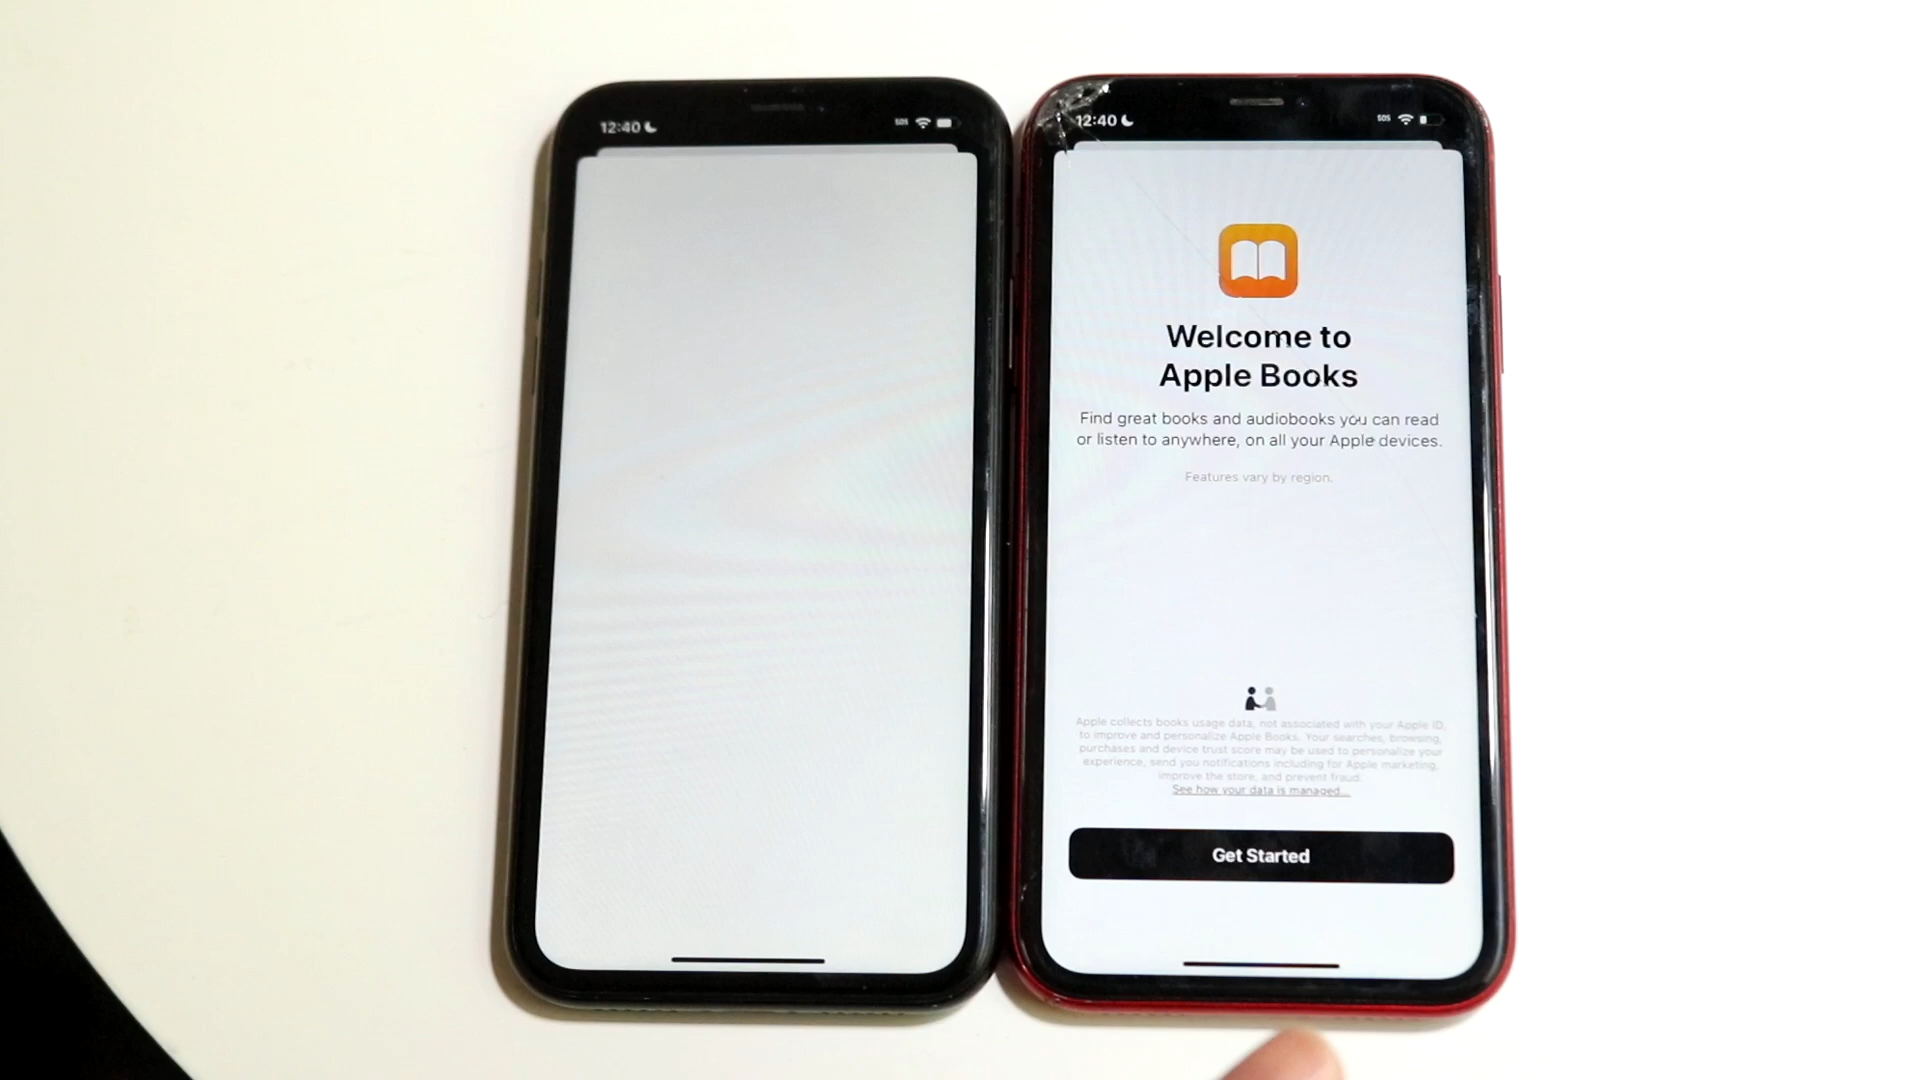 12:40
SOS
12:40
SOS
Welcome to
Apple Books
Find great books and audiobooks you can read
or listen to anywhere, on all your Apple devices.
Features vary by region.
Apple collects books usage data, not associated with your Apple ID,
to improve and personalize Apple Books. Your searches, browsing,
purchases and device trust score may be used to personalize your
experience, send you notifications including for Apple marketing,
improve the store, and prevent fraud.
See how your data is managed...
Get Started